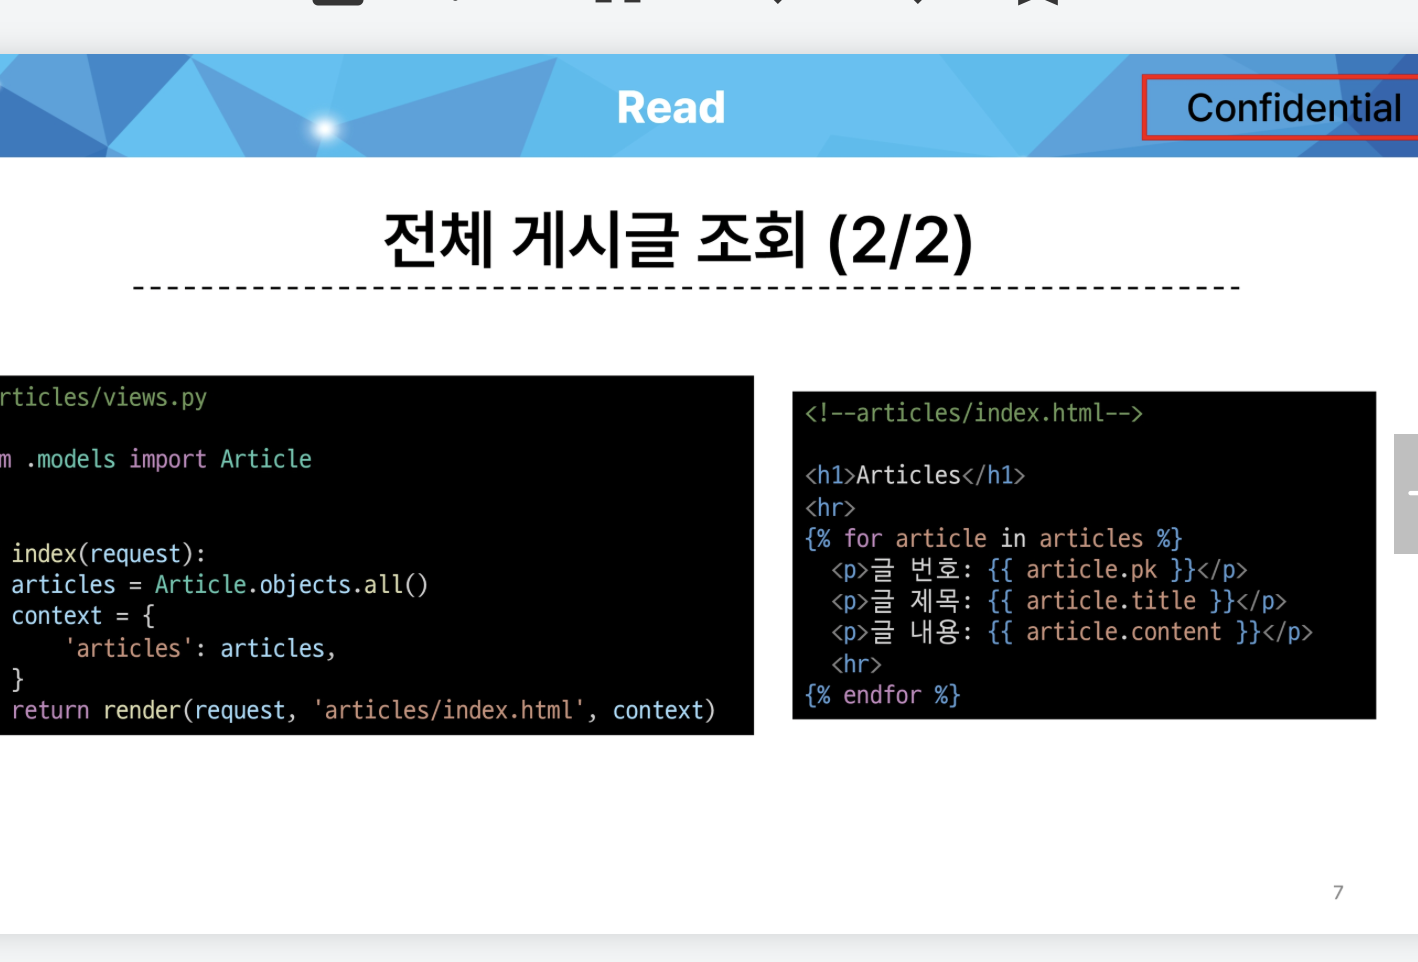 Read
Confidential
전체 게시글 조회 (2/2)
rticles/views.py
m .models import Article
index(request):
articles = Article.objects.all()
context = {
'articles': articles,
}
return render(request, 'articles/index.html', context)
<!--articles/index.html-->
<h1>Articles</h1>
<hr>
{% for article in articles %}
<p>글 번호: {{ article.pk }}</p>
<p>글 제목: {{ article.title }}</p>
<p>글 내용: {{ article.content }}</p>
<hr>
{% endfor %}
7